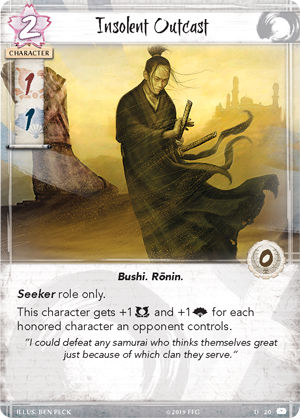 2
Insolent Outcast
CHARACTER
1
1
0
Bushi. Rōnin.
Seeker role only.
This character gets +1 and +1 for each
honored character an opponent controls.
“I could defeat any samurai who thinks themselves great
just because of which clan they serve.”
ILLUS. BEN PECK
©2019 FFG
D 20